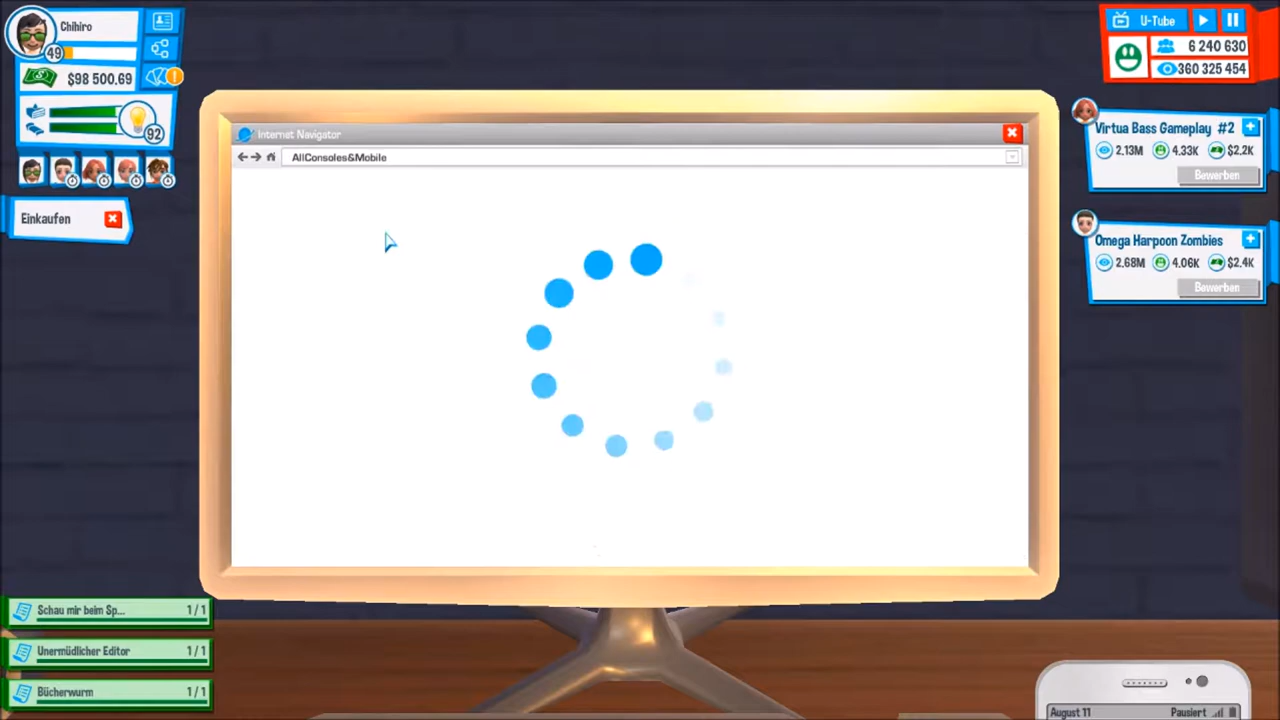 Chihiro
49
$98 500.69
92
Einkaufen
Internet Navigator
AllConsoles&Mobile
U-Tube
6 240 630
360 325 454
Virtua Bass Gameplay #2
2.13M 4.33K $2.2K
Bewerben
Omega Harpoon Zombies
2.68M 4.06K $2.4K
Bewerben
Schau mir beim Sp... 1/1
Unermüdlicher Editor 1/1
Bücherwurm 1/1
August 11 Pausiert